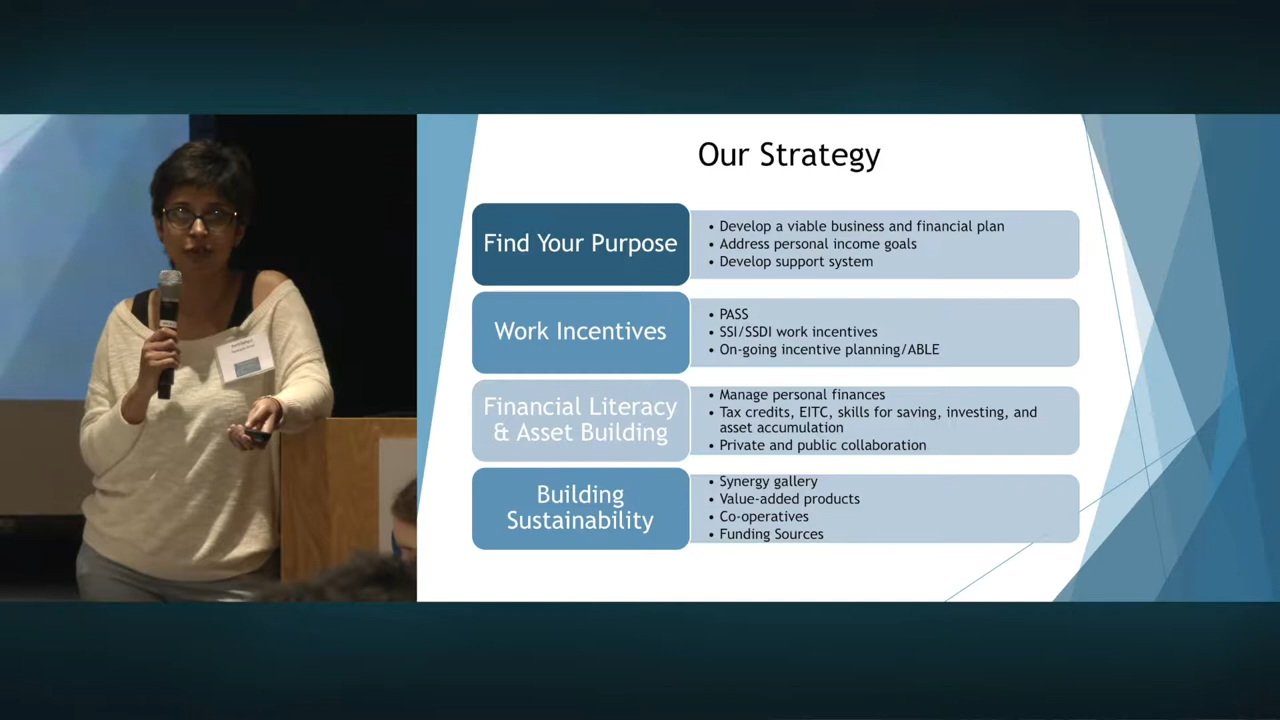 Our Strategy
Find Your Purpose
• Develop a viable business and financial plan
• Address personal income goals
• Develop support system
Work Incentives
• PASS
• SSI/SSDI work incentives
• On-going incentive planning/ABLE
Financial Literacy
& Asset Building
• Manage personal finances
• Tax credits, EITC, skills for saving, investing, and
asset accumulation
• Private and public collaboration
Building
Sustainability
• Synergy gallery
• Value-added products
• Co-operatives
• Funding Sources